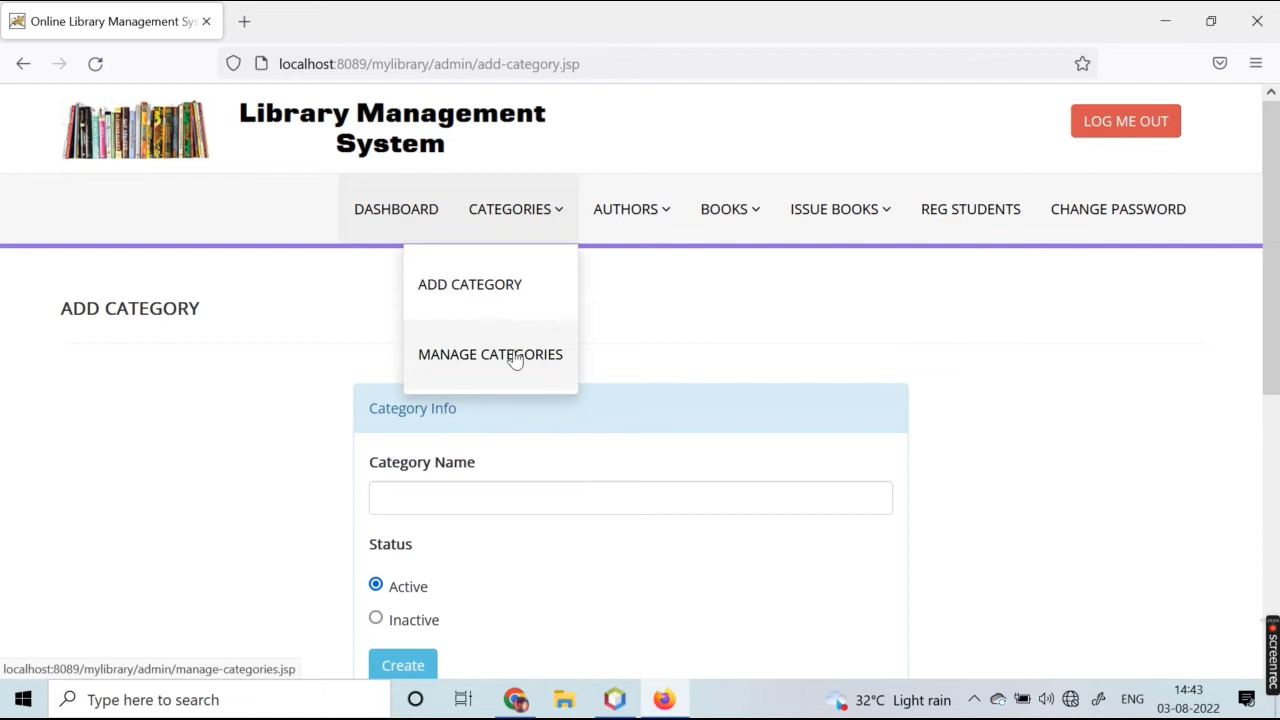 Online Library Management Sys
localhost:8089/mylibrary/admin/add-category.jsp
Library Management
System
LOG ME OUT
DASHBOARD CATEGORIES AUTHORS BOOKS ISSUE BOOKS REG STUDENTS CHANGE PASSWORD
ADD CATEGORY
MANAGE CATEGORIES
ADD CATEGORY
Category Info
Category Name
Status
Active
Inactive
Create
localhost:8089/mylibrary/admin/manage-categories.jsp
screenrec
Type here to search
32°C Light rain
ENG
14:43
03-08-2022